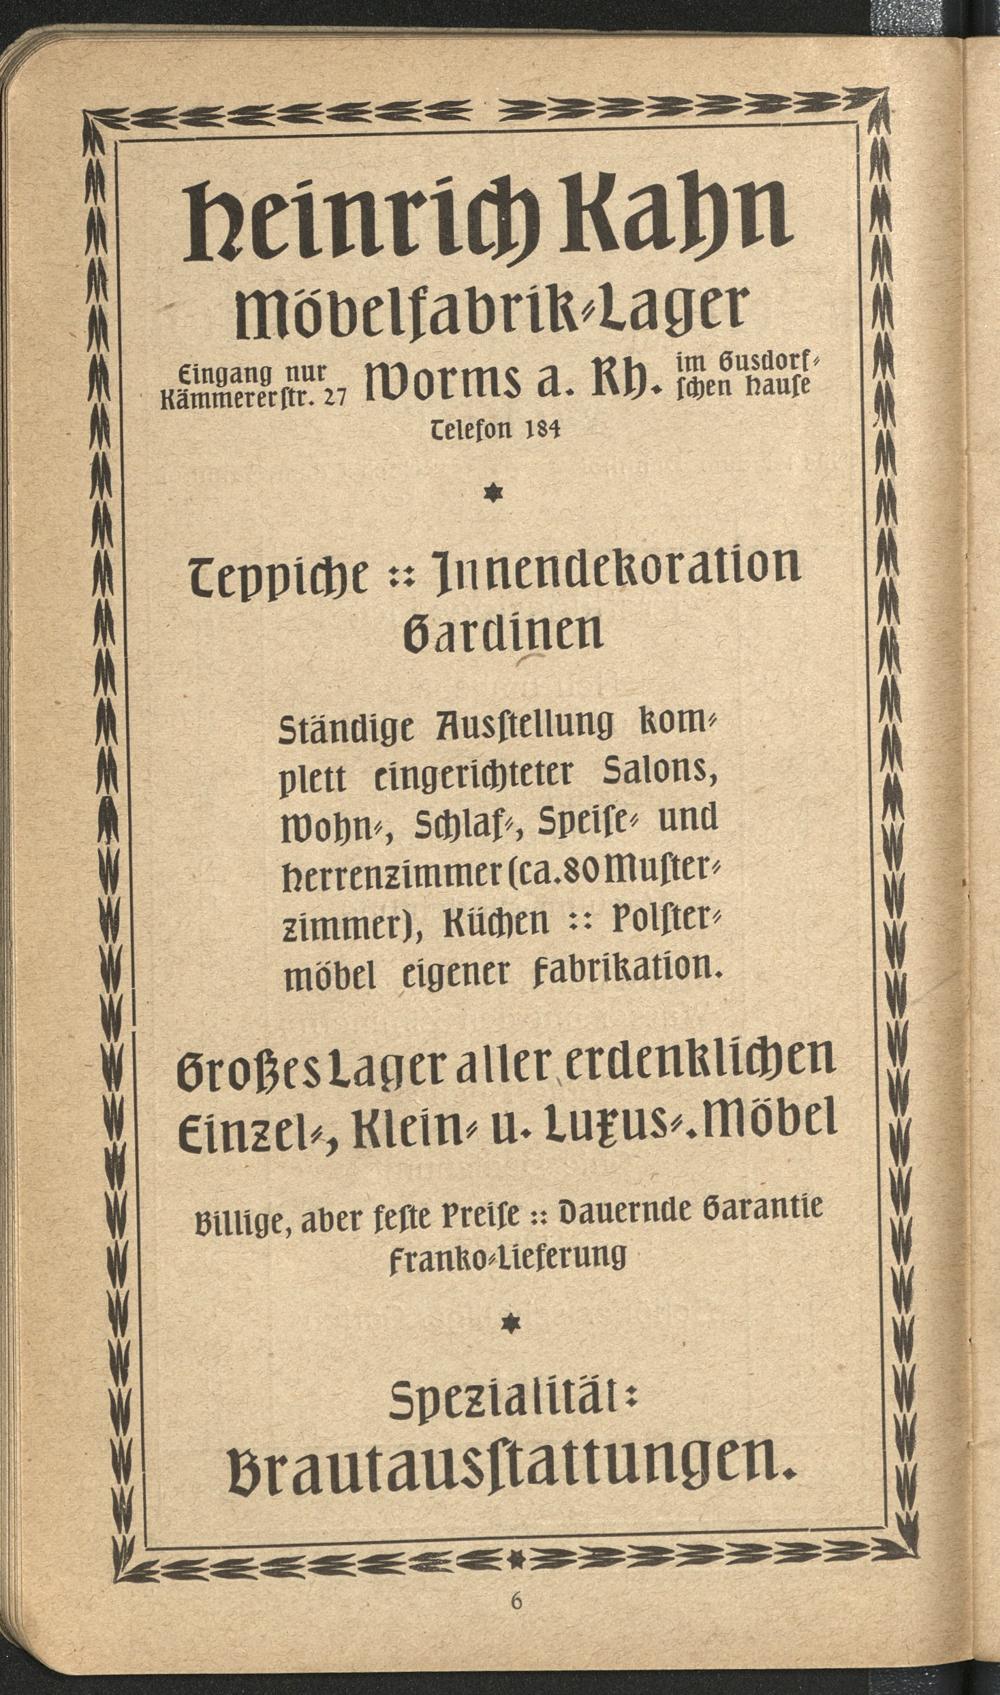 Heinrich Kahn
Möbelfabrik-Lager
Eingang nur
Kämmererstr. 27
Worms a. Rh.
im Gusdorf-
schen Hause
Telefon 184
Teppiche :: Innendekoration
Gardinen
Ständige Ausstellung kom-
plett eingerichteter Salons,
Wohn-, Schlaf-, Speise- und
Herrenzimmer (ca. 80 Muster-
zimmer), Küchen :: Polster-
möbel eigener Fabrikation.
Großes Lager aller erdenklichen
Einzel-, Klein- u. Luxus-.Möbel
Billige, aber feste Preise :: Dauernde Garantie
Franko-Lieferung
Spezialität:
Brautausstattungen.
6